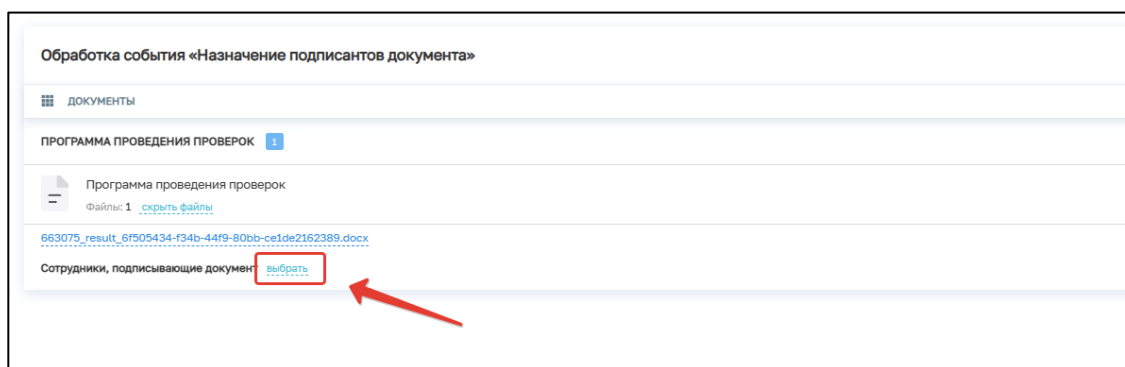 Обработка события «Назначение подписантов документа»
ДОКУМЕНТЫ
ПРОГРАММА ПРОВЕДЕНИЯ ПРОВЕРОК 1
Программа проведения проверок
Файлы: 1 скрыть файлы
663075_result_6f505434-f34b-44f9-80bb-ce1de2162389.docx
Сотрудники, подписывающие документ выбрать